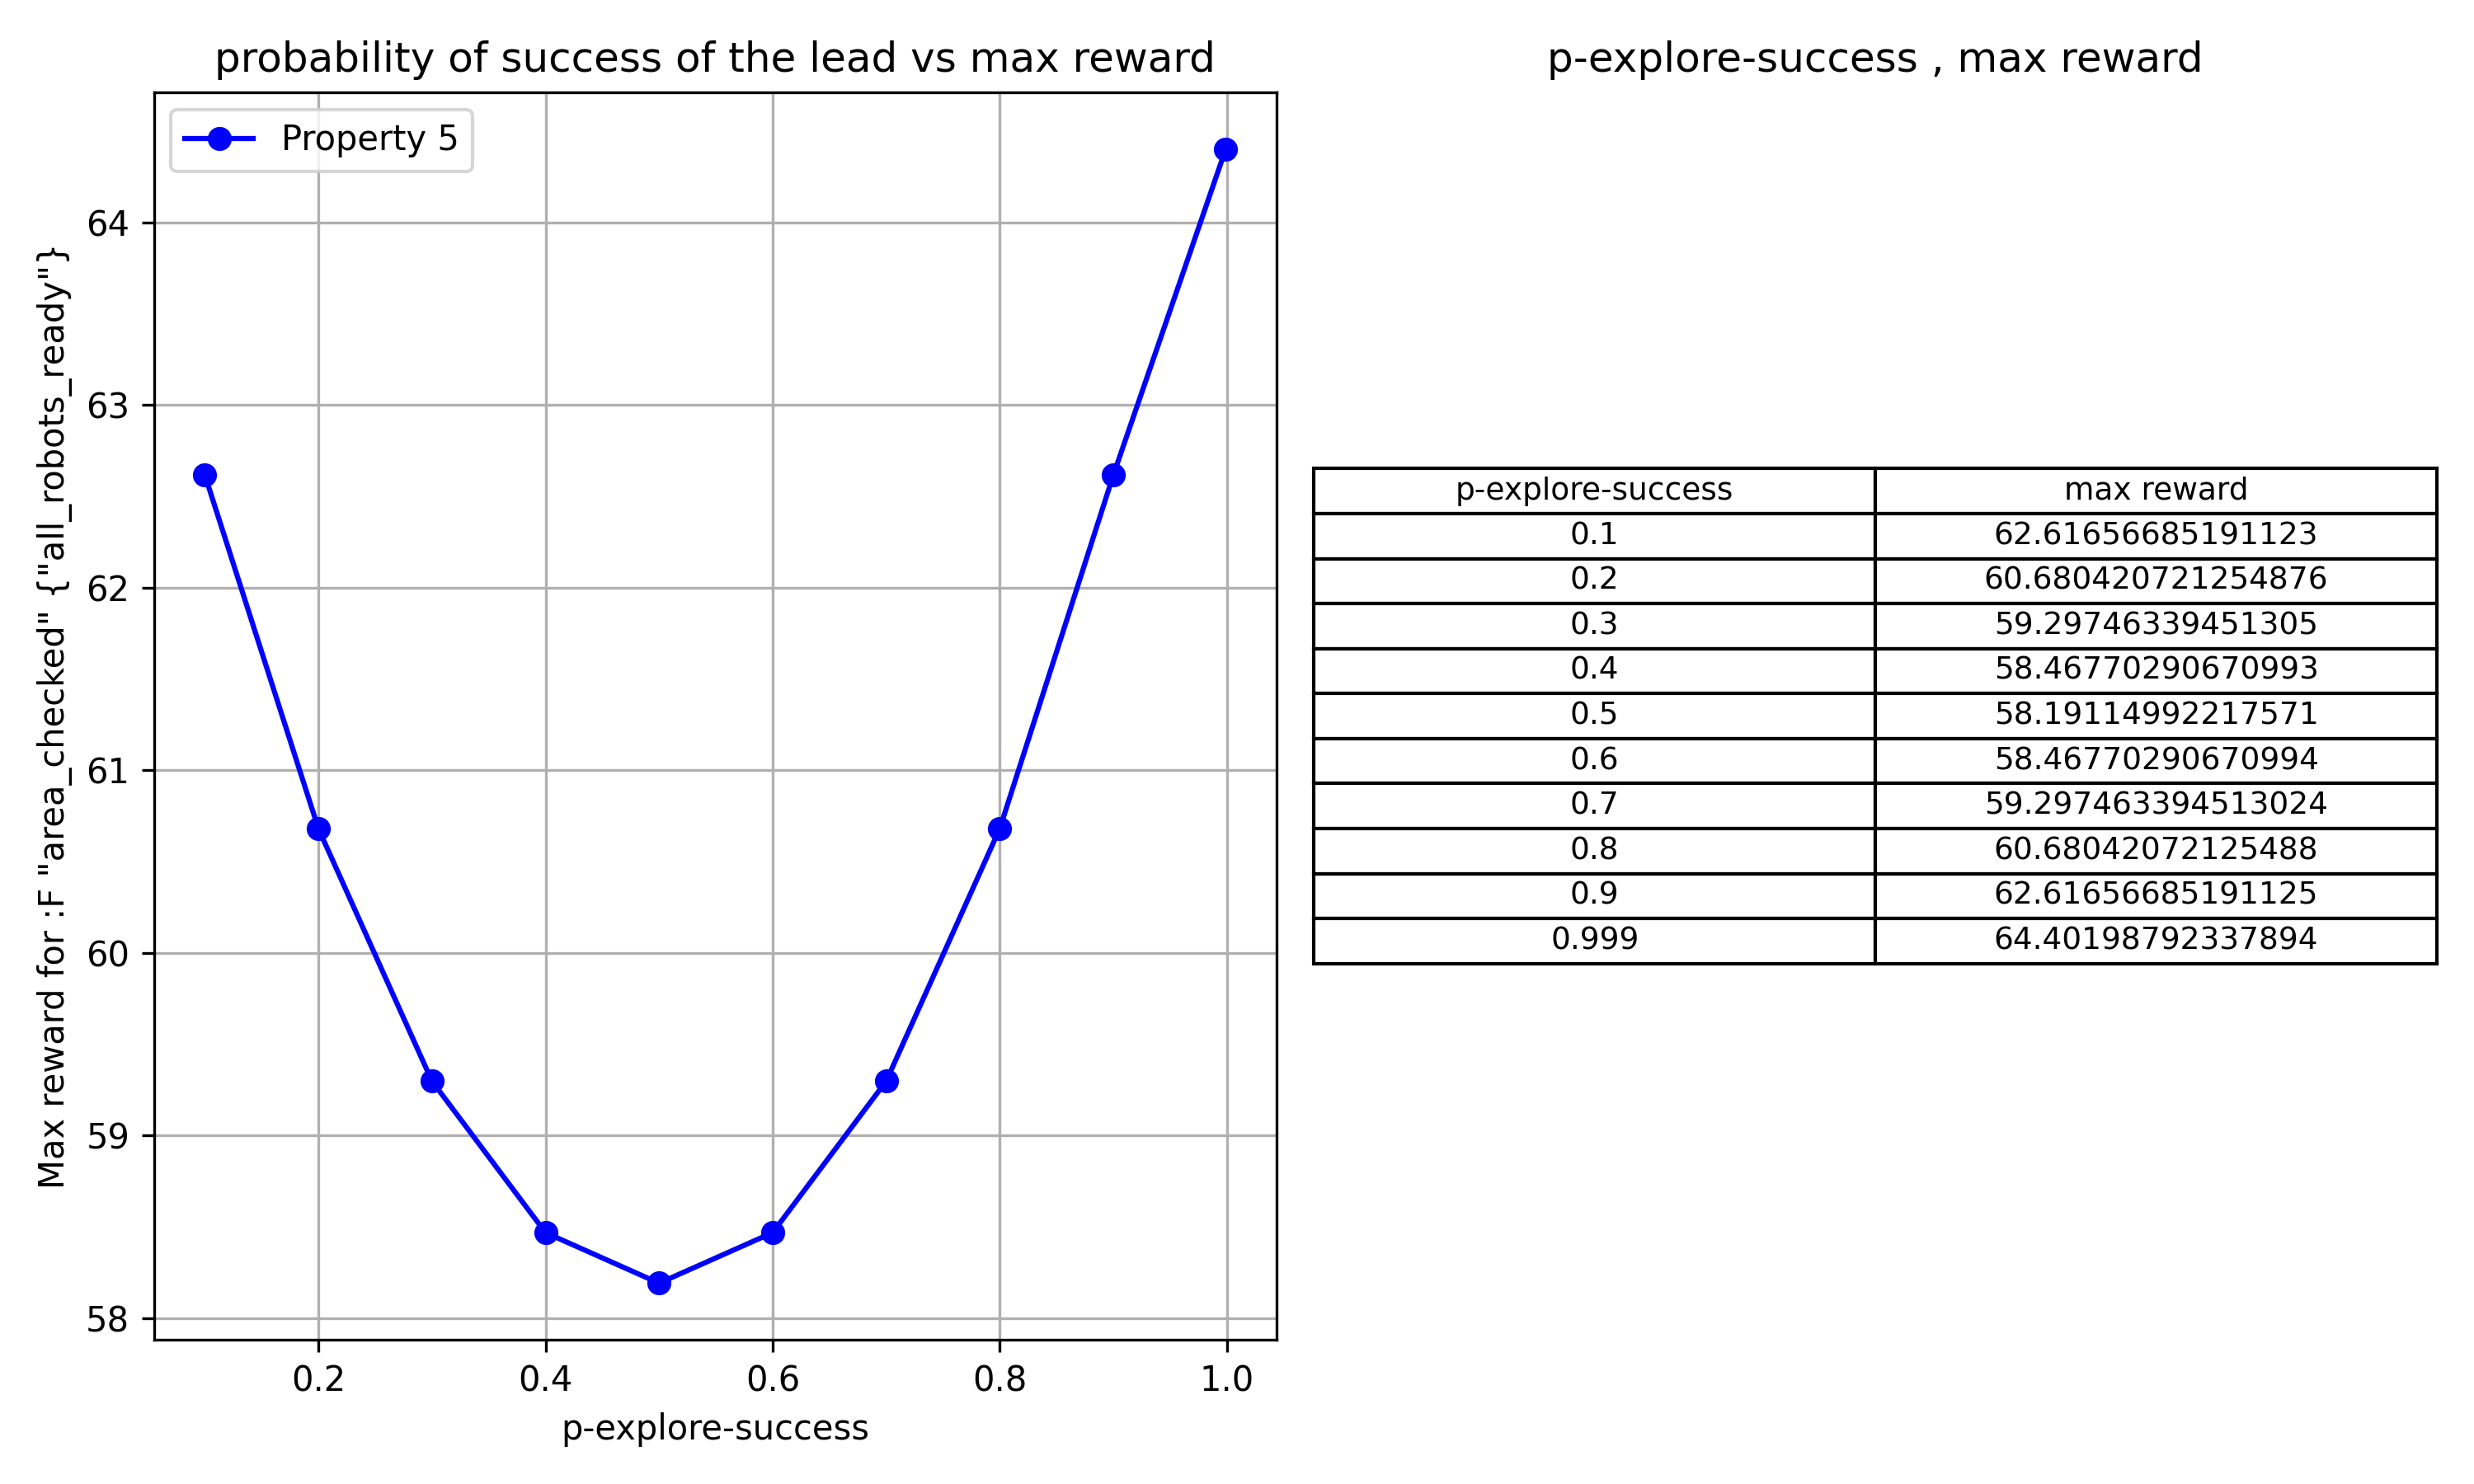 probability of success of the lead vs max reward
Property 5
Max reward for :F "area_checked" {"all_robots_ready"}
64
63
62
61
60
59
58
0.2 0.4 0.6 0.8 1.0
p-explore-success
p-explore-success , max reward
p-explore-success max reward
0.1 62.61656685191123
0.2 60.680420721254876
0.3 59.29746339451305
0.4 58.46770290670993
0.5 58.19114992217571
0.6 58.46770290670994
0.7 59.297463394513024
0.8 60.68042072125488
0.9 62.61656685191125
0.999 64.40198792337894